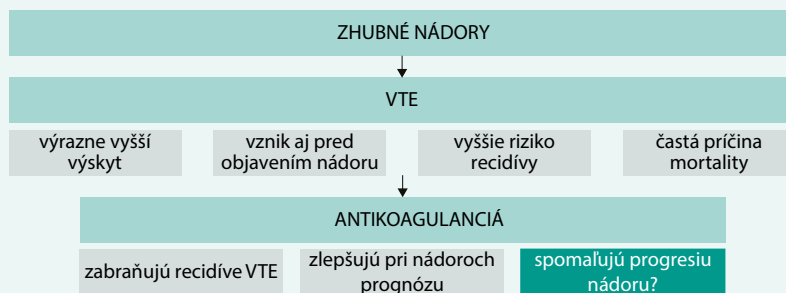 ZHUBNÉ NÁDORY
VTE
výrazne vyšší
výskyt
vznik aj pred
objavením nádoru
vyššie riziko
recidívy
častá príčina
mortality
ANTIKOAGULANCIÁ
zabraňujú recidíve VTE
zlepšujú pri nádoroch
prognózu
spomaľujú progresiu
nádoru?